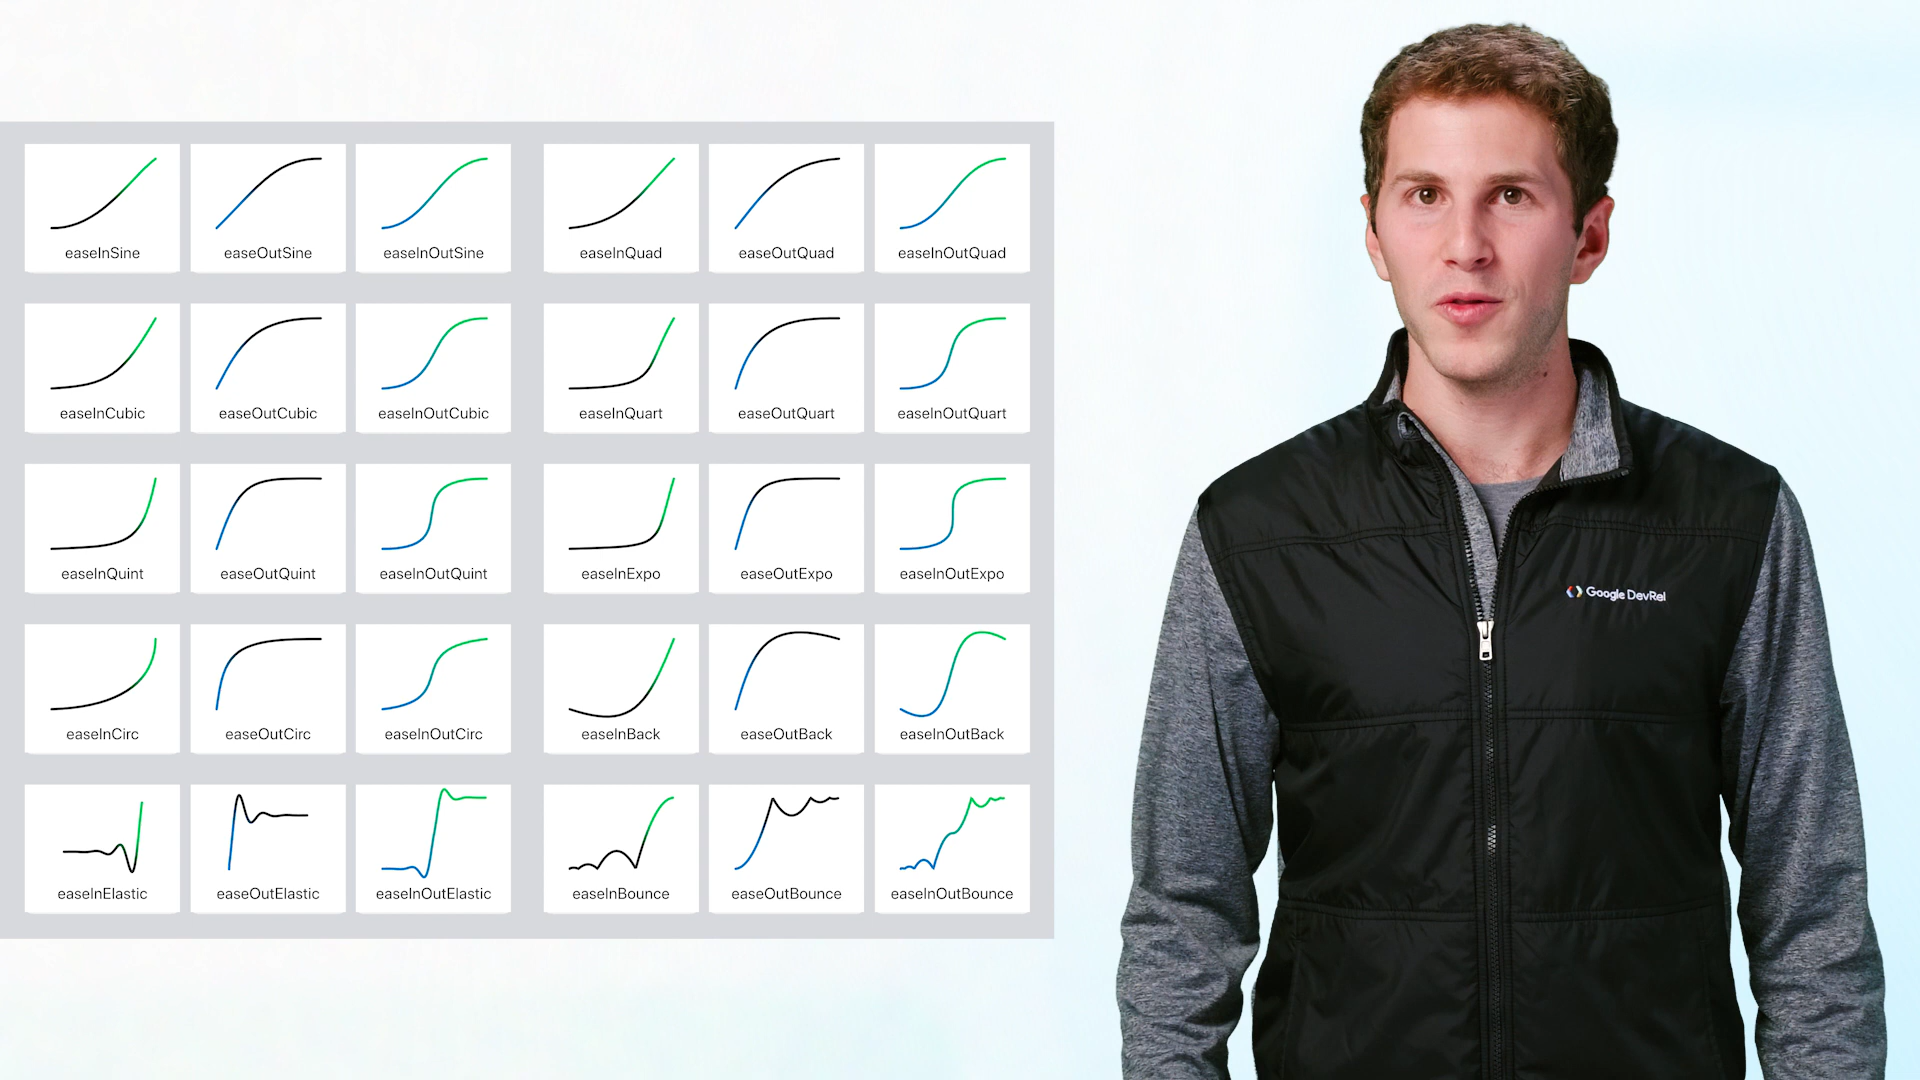 easeInSine easeOutSine easeInOutSine easeInQuad easeOutQuad easeInOutQuad
easeInCubic easeOutCubic easeInOutCubic easeInQuart easeOutQuart easeInOutQuart
easeInQuint easeOutQuint easeInOutQuint easeInExpo easeOutExpo easeInOutExpo
easeInCirc easeOutCirc easeInOutCirc easeInBack easeOutBack easeInOutBack
easeInElastic easeOutElastic easeInOutElastic easeInBounce easeOutBounce easeInOutBounce
Google DevRel